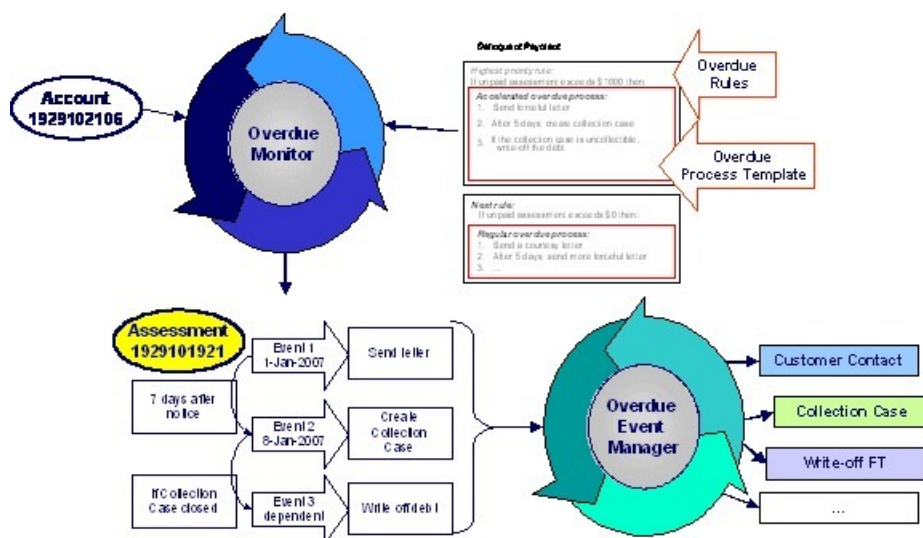 Delinquent Payment
Highest priority rule:
If unpaid assessment exceeds $1000 then:
Accelerated overdue process:
1. Send forceful letter
2. After 5 days, create collection case
3. If the collection case is uncollectible,
write-off the debt
Overdue
Rules
Overdue
Process Template
Account
1929102106
Overdue
Monitor
Next rule:
If unpaid assessment exceeds $0 then:
Regular overdue process:
1. Send a courtesy letter
2. After 5 days, send more forceful letter
3. ...
Assessment
1929101921
Event 1
1-Jan-2007
Send letter
7 days after
notice
Event 2
8-Jan-2007
Create
Collection
Case
If Collection
Case closed
Event 3
dependent
Write off debt
Overdue
Event
Manager
Customer Contact
Collection Case
Write-off FT
...